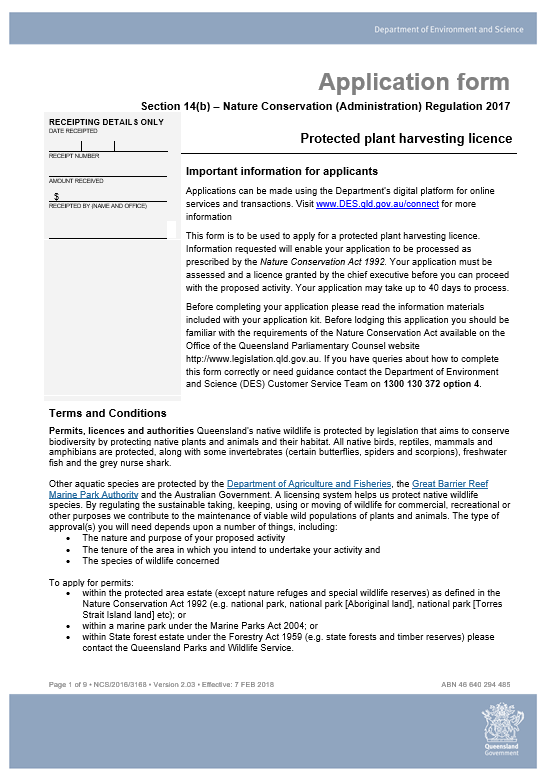 Department of Environment and Science
Application form
Section 14(b) – Nature Conservation (Administration) Regulation 2017
RECEIPTING DETAILS ONLY
DATE RECEIPTED
RECEIPT NUMBER
AMOUNT RECEIVED
$
RECEIPTED BY (NAME AND OFFICE)
Protected plant harvesting licence
Important information for applicants
Applications can be made using the Department's digital platform for online
services and transactions. Visit www.DES.qld.gov.au/connect for more
information
This form is to be used to apply for a protected plant harvesting licence.
Information requested will enable your application to be processed as
prescribed by the Nature Conservation Act 1992. Your application must be
assessed and a licence granted by the chief executive before you can proceed
with the proposed activity. Your application may take up to 40 days to process.
Before completing your application please read the information materials
included with your application kit. Before lodging this application you should be
familiar with the requirements of the Nature Conservation Act available on the
Office of the Queensland Parliamentary Counsel website
http://www.legislation.qld.gov.au. If you have queries about how to complete
this form correctly or need guidance contact the Department of Environment
and Science (DES) Customer Service Team on 1300 130 372 option 4.
Terms and Conditions
Permits, licences and authorities Queensland's native wildlife is protected by legislation that aims to conserve
biodiversity by protecting native plants and animals and their habitat. All native birds, reptiles, mammals and
amphibians are protected, along with some invertebrates (certain butterflies, spiders and scorpions), freshwater
fish and the grey nurse shark.
Other aquatic species are protected by the Department of Agriculture and Fisheries, the Great Barrier Reef
Marine Park Authority and the Australian Government. A licensing system helps us protect native wildlife
species. By regulating the sustainable taking, keeping, using or moving of wildlife for commercial, recreational or
other purposes we contribute to the maintenance of viable wild populations of plants and animals. The type of
approval(s) you will need depends upon a number of things, including:
• The nature and purpose of your proposed activity
• The tenure of the area in which you intend to undertake your activity and
• The species of wildlife concerned
To apply for permits:
• within the protected area estate (except nature refuges and special wildlife reserves) as defined in the
Nature Conservation Act 1992 (e.g. national park, national park [Aboriginal land], national park [Torres
Strait Island land] etc); or
• within a marine park under the Marine Parks Act 2004; or
• within State forest estate under the Forestry Act 1959 (e.g. state forests and timber reserves) please
contact the Queensland Parks and Wildlife Service.
Page 1 of 9 • NCS/2016/3168 • Version 2.03 • Effective: 7 FEB 2018
ABN 46 640 294 485
Queensland
Government